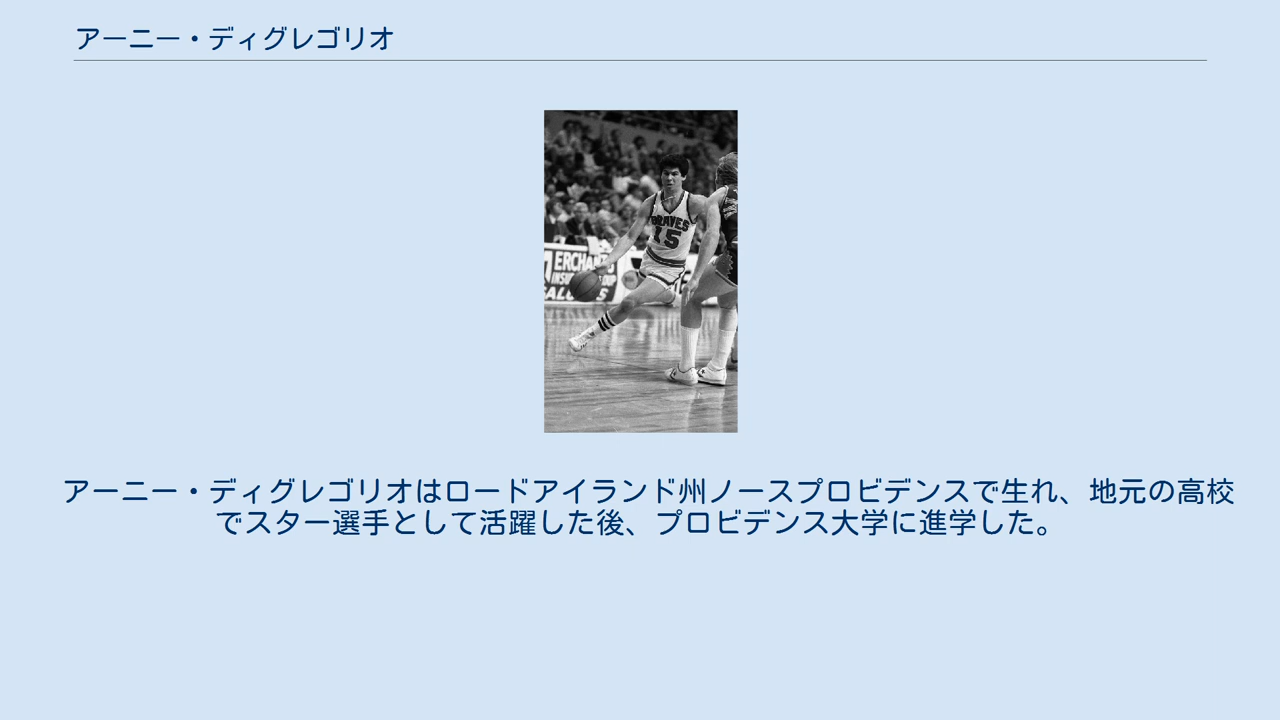 アーニー・ディグレゴリオ
BRAVES
15
アーニー・ディグレゴリオはロードアイランド州ノースプロビデンスで生れ、地元の高校
でスター選手として活躍した後、プロビデンス大学に進学した。